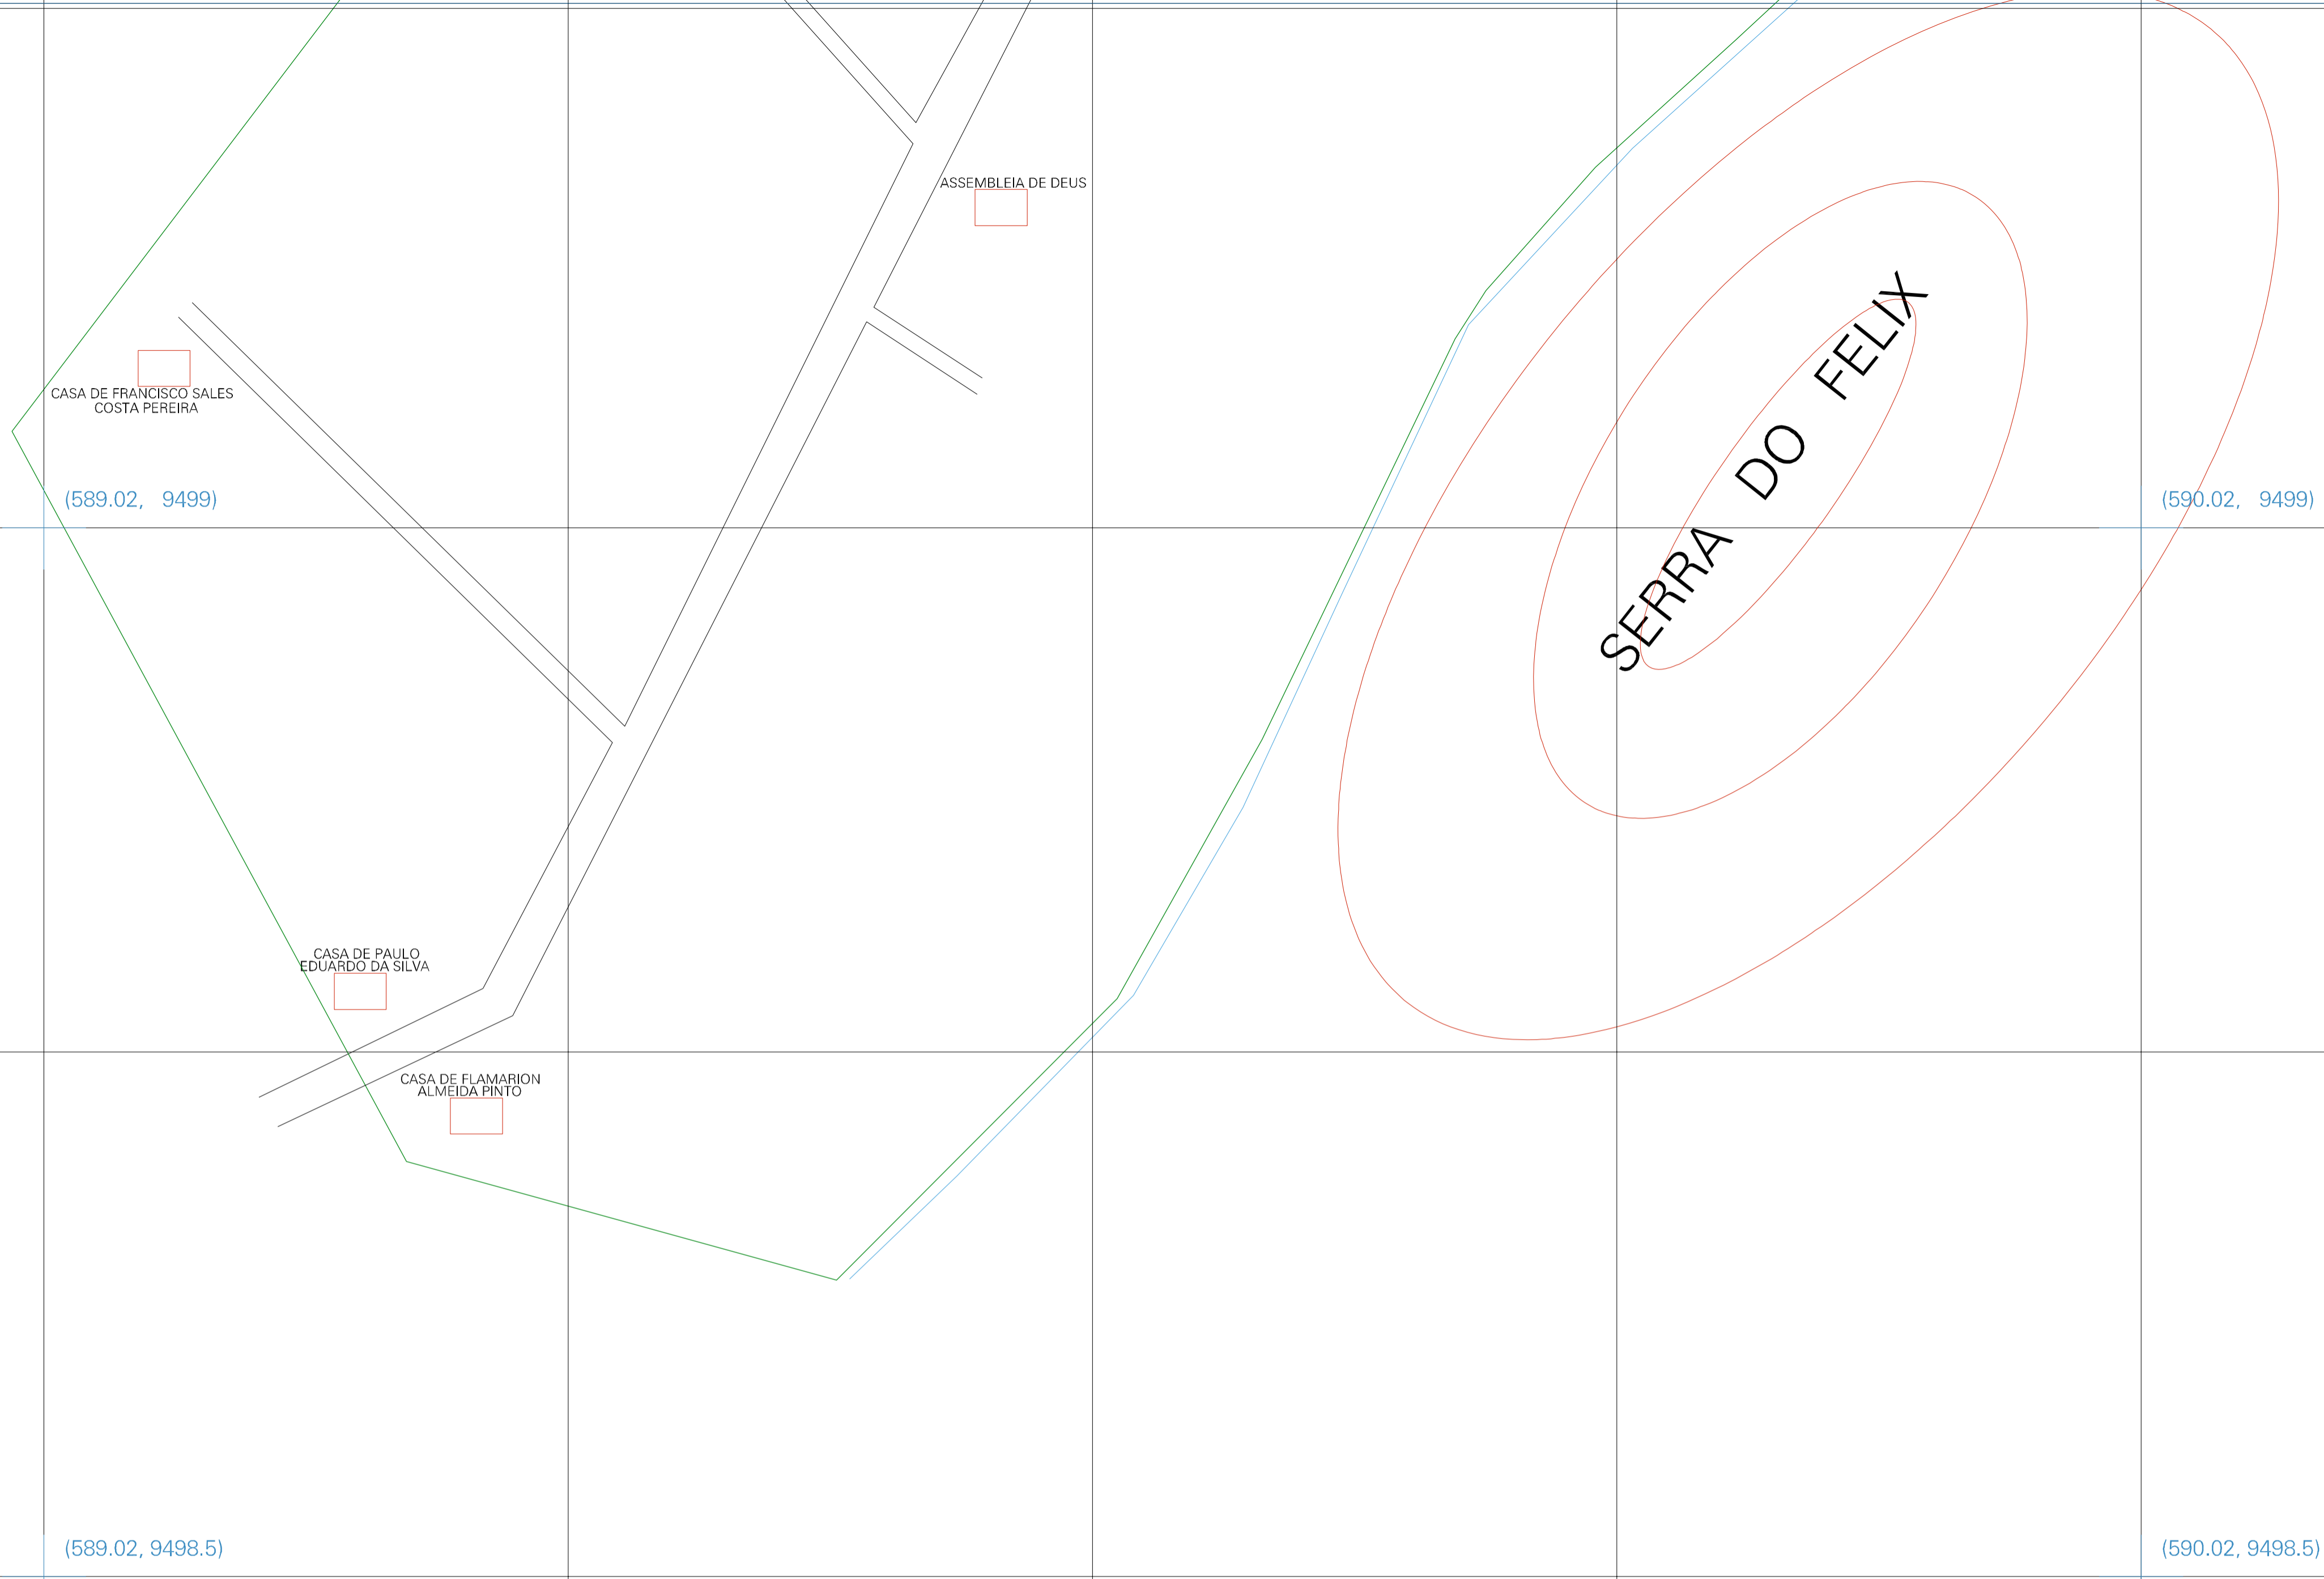 ASSEMBLEIA DE DEUS
CASA DE FRANCISCO SALES
COSTA PEREIRA
SERRA DO FELIX
(589.02, 9499)
(590.02, 9499)
CASA DE PAULO
EDUARDO DA SILVA
CASA DE FLAMARION
ALMEIDA PINTO
(589.02, 9498.5)
(590.02, 9498.5)